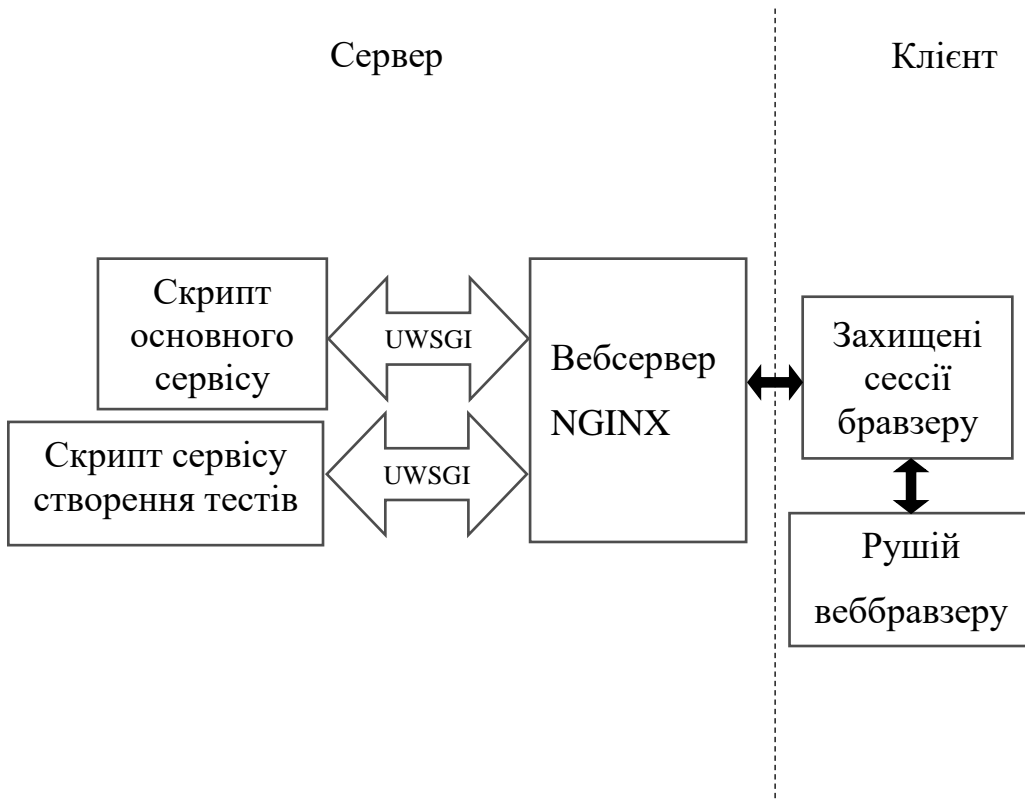 Сервер
Клієнт
Скрипт
основного
сервісу
UWSGI
Вебсервер
NGINX
Захищені
сессії
бравзеру
Скрипт сервісу
створення тестів
UWSGI
Рушій
веббравзеру